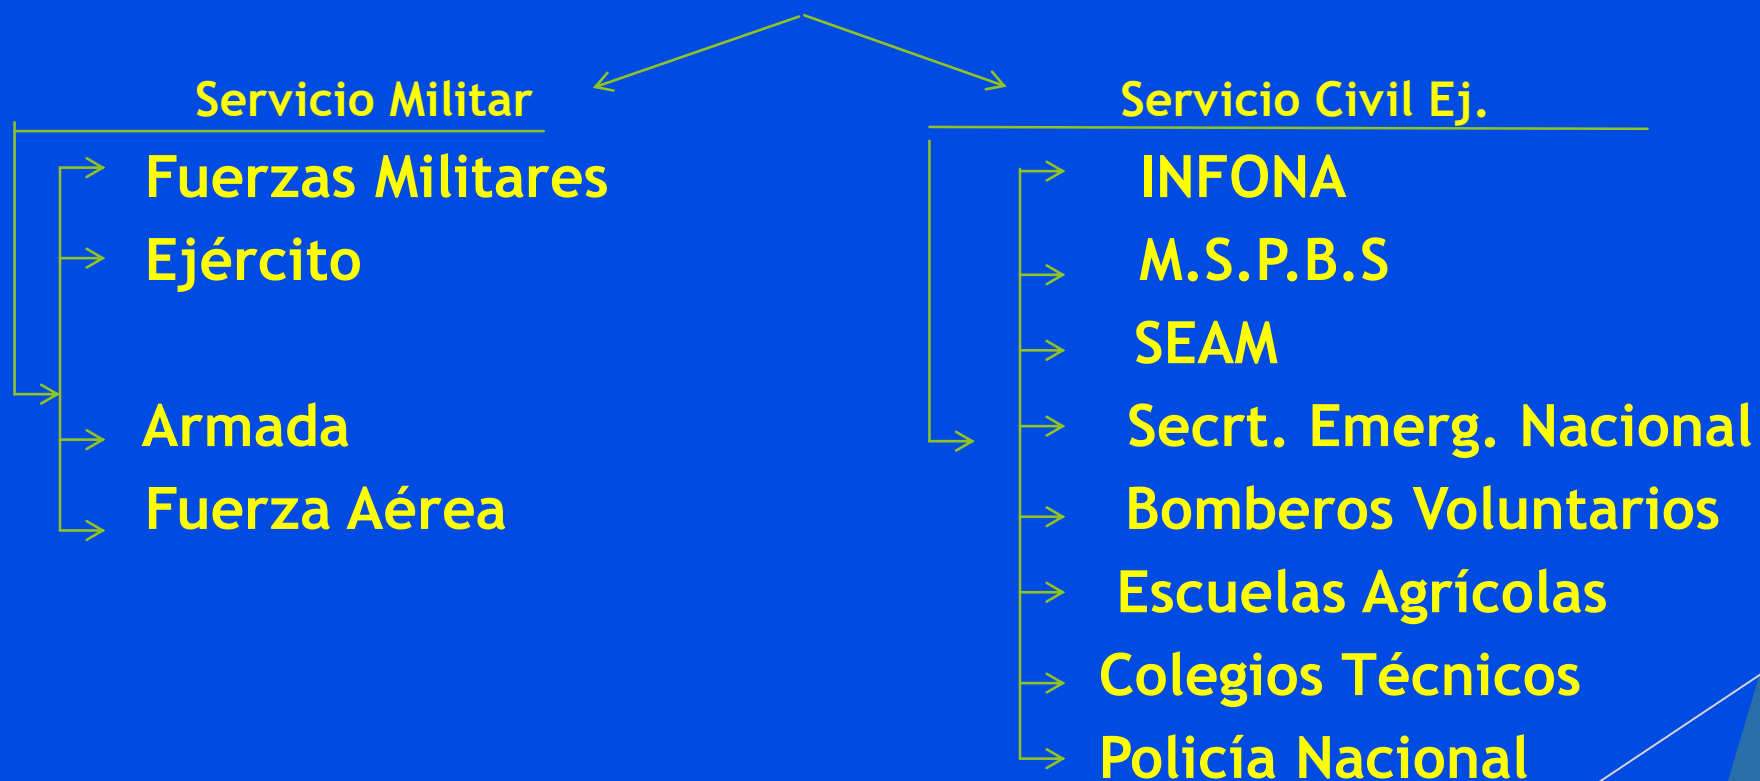 Servicio Militar
Fuerzas Militares
Ejército
Armada
Fuerza Aérea
Servicio Civil Ej.
INFONA
M.S.P.B.S
SEAM
Secrt. Emerg. Nacional
Bomberos Voluntarios
Escuelas Agrícolas
Colegios Técnicos
Policía Nacional